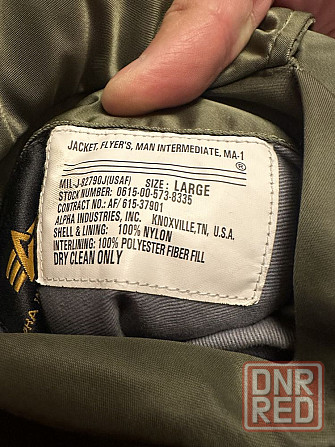 JACKET, FLYER'S, MAN INTERMEDIATE, MA-1
®
MIL-J-8279DJ(USAF) SIZE: LARGE
STOCK NUMBER: 0615-00-573-8335
CONTRACT NO.: AF/ 615-37901
ALPHA INDUSTRIES, INC. KNOXVILLE,TN, U.S.A.
SHELL & LINING: 100% NYLON
INTERLINING: 100% POLYESTER FIBER FILL
DRY CLEAN ONLY
DNR
RED